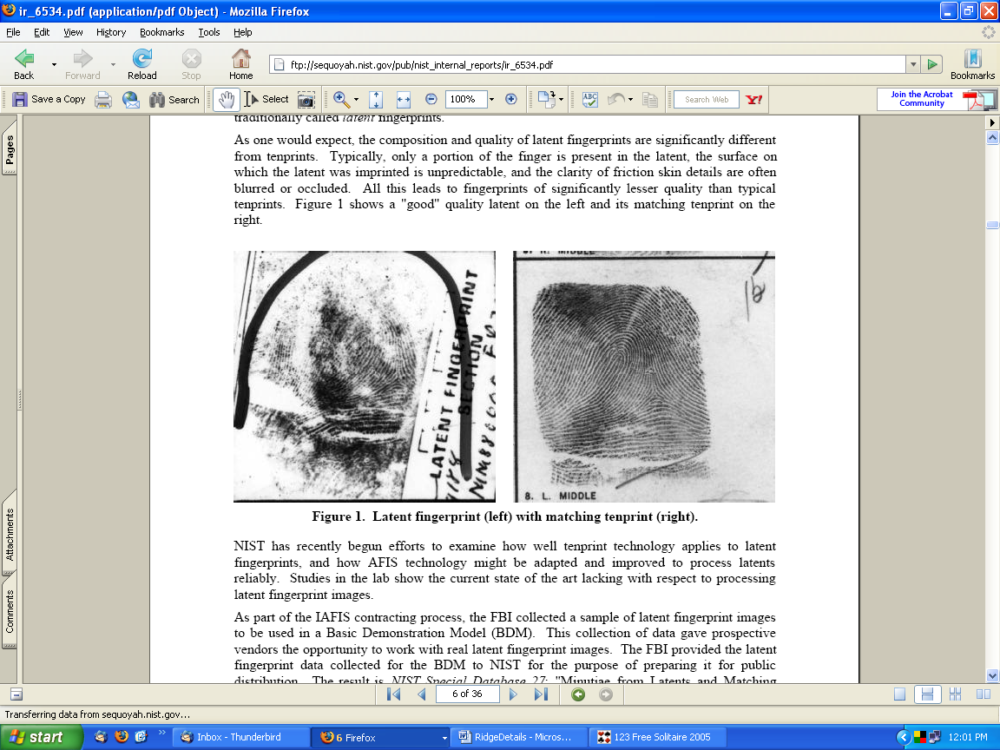 ir_6534.pdf (application/pdf Object) - Mozilla Firefox
File Edit View History Bookmarks Tools Help
Back Forward Reload Stop Home ftp://sequoyah.nist.gov/pub/nist_internal_reports/ir_6534.pdf Bookmarks
Save a Copy Search Select 100% Search Web Y! Join the Acrobat
Community
Pages
Attachments
Comments
traditionally called latent fingerprints.
As one would expect, the composition and quality of latent fingerprints are significantly different
from tenprints. Typically, only a portion of the finger is present in the latent, the surface on
which the latent was imprinted is unpredictable, and the clarity of friction skin details are often
blurred or occluded. All this leads to fingerprints of significantly lesser quality than typical
tenprints. Figure 1 shows a "good" quality latent on the left and its matching tenprint on the
right.
LATENT FINGERPRINT
SECTION
MIDDLE
8. L. MIDDLE
Figure 1. Latent fingerprint (left) with matching tenprint (right).
NIST has recently begun efforts to examine how well tenprint technology applies to latent
fingerprints, and how AFIS technology might be adapted and improved to process latents
reliably. Studies in the lab show the current state of the art lacking with respect to processing
latent fingerprint images.
As part of the IAFIS contracting process, the FBI collected a sample of latent fingerprint images
to be used in a Basic Demonstration Model (BDM). This collection of data gave prospective
vendors the opportunity to work with real latent fingerprint images. The FBI provided the latent
fingerprint data collected for the BDM to NIST for the purpose of preparing it for public
distribution. The result is NIST Special Database 27: "Minutiae from Latents and Matching
6 of 36
Transferring data from sequoyah.nist.gov...
start Inbox - Thunderbird 6 Firefox RidgeDetails - Micros... 123 Free Solitaire 2005 12:01 PM